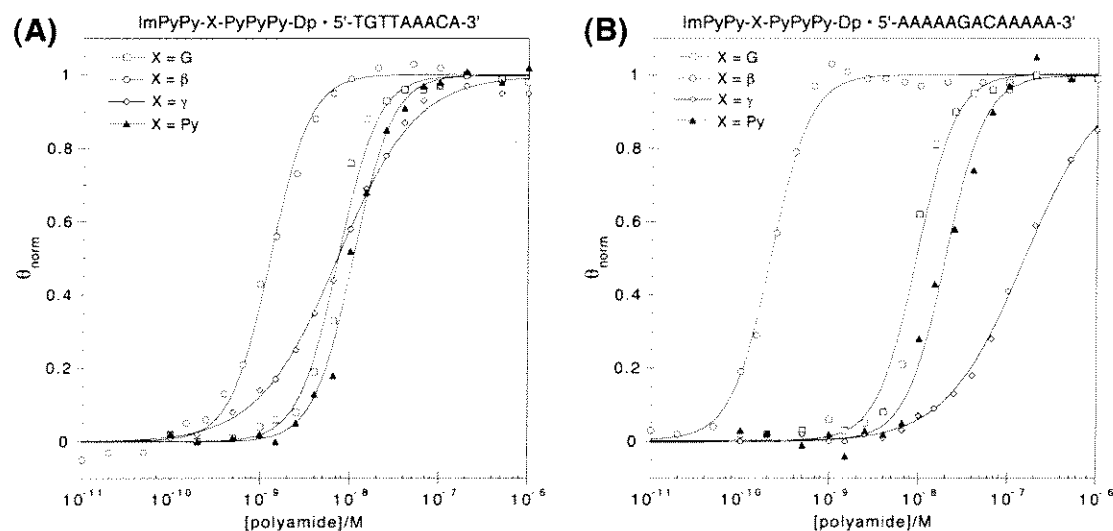 (A) ImPyPy-X-PyPyPy-Dp • 5'-TGTTAAACA-3'
X = G
X = β
X = γ
X = Py
1
0.8
0.6
0.4
0.2
0
θnorm
10⁻¹¹ 10⁻¹⁰ 10⁻⁹ 10⁻⁸ 10⁻⁷ 10⁻⁶
[polyamide]/M
(B) ImPyPy-X-PyPyPy-Dp • 5'-AAAAAGACAAAAA-3'
X = G
X = β
X = γ
X = Py
1
0.8
0.6
0.4
0.2
0
θnorm
10⁻¹¹ 10⁻¹⁰ 10⁻⁹ 10⁻⁸ 10⁻⁷ 10⁻⁶
[polyamide]/M